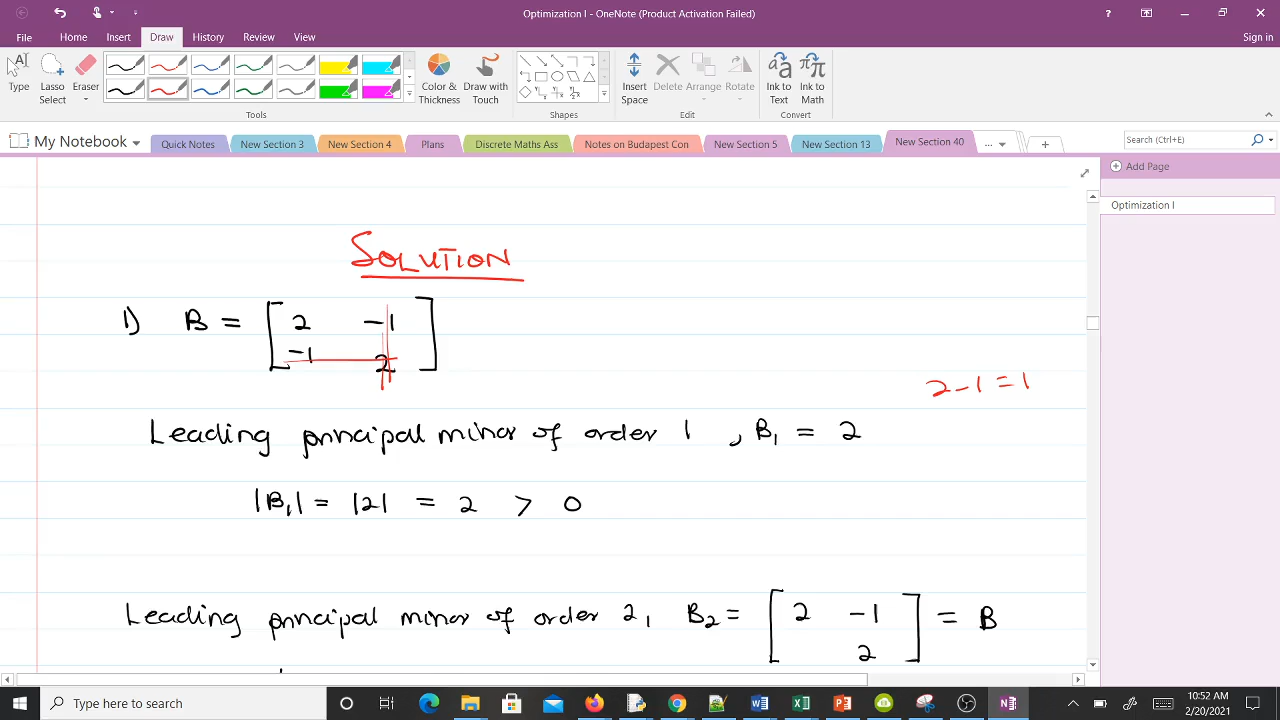 Optimization I - OneNote (Product Activation Failed)
File Home Insert Draw History Review View Sign in
Type Lasso Select Eraser Color & Thickness Draw with Touch Insert Space Delete Arrange Rotate Ink to Text Ink to Math
Tools Shapes Edit Convert
My Notebook Quick Notes New Section 3 New Section 4 Plans Discrete Maths Ass Notes on Budapest Con New Section 5 New Section 13 New Section 40 ... Search (Ctrl+E)
Add Page
Optimization I
SOLUTION
1) B = [ 2 -1
-1 2 ]
2-1=1
Leading principal minor of order 1 , B₁ = 2
|B₁| = |2| = 2 > 0
Leading principal minor of order 2, B₂ = [ 2 -1
2 ] = B
Type here to search
10:52 AM
2/20/2021